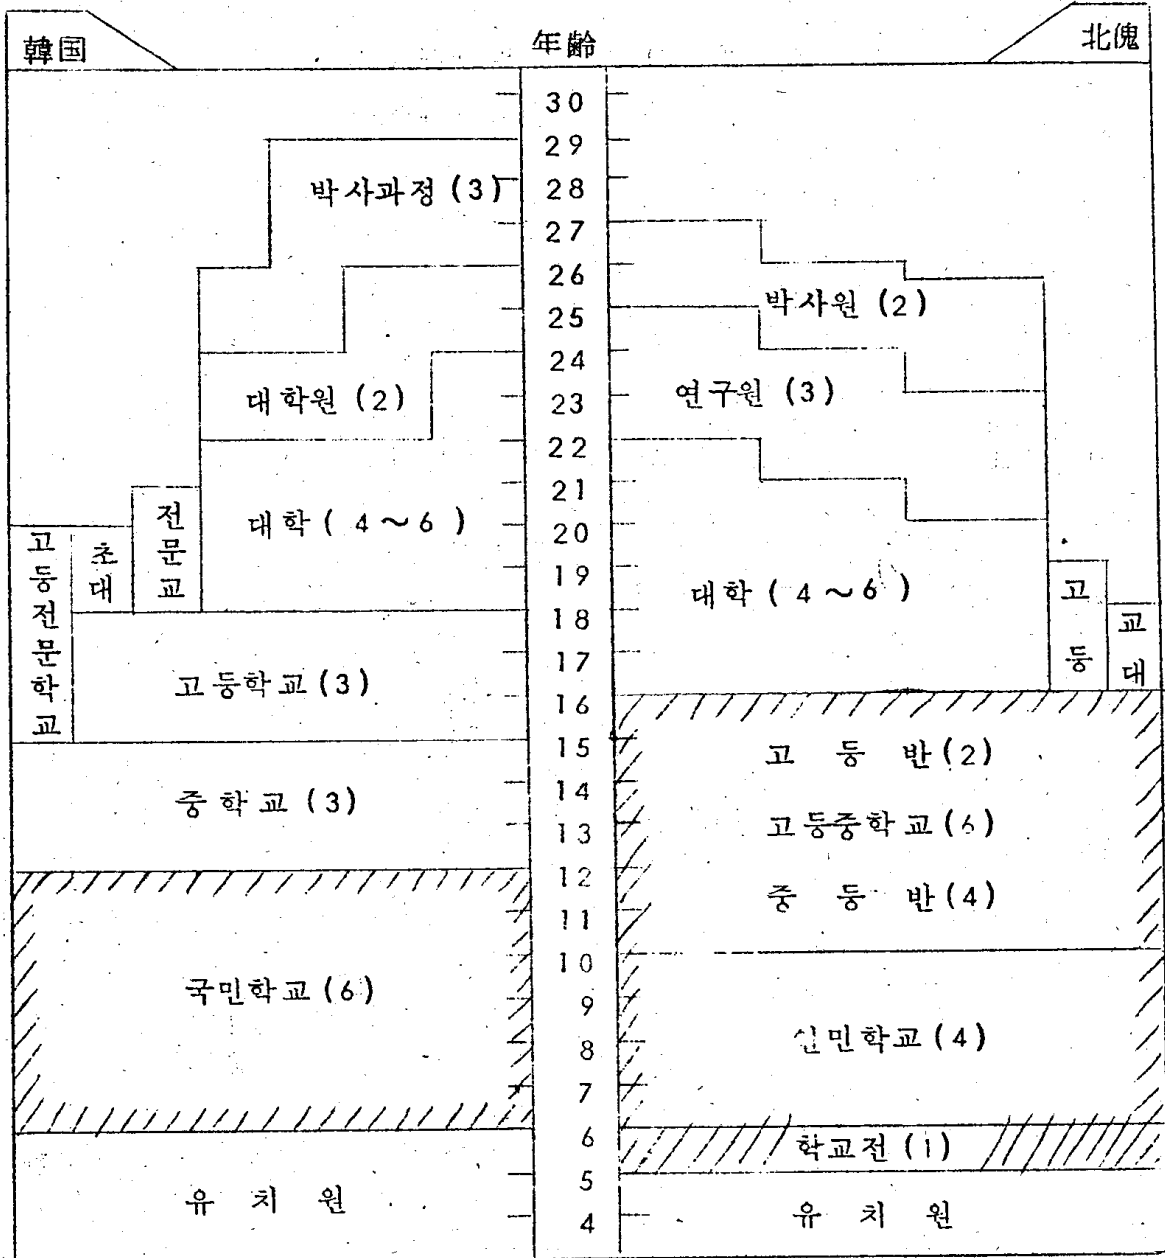 韓国
年齢
北傀
30
29
28
27
26
25
24
23
22
21
20
19
18
17
16
15
14
13
12
11
10
9
8
7
6
5
4
박사과정 (3)
대학원 (2)
대학 ( 4～6 )
전문교
초대
고등전문학교
고등학교 (3)
중학교 (3)
국민학교 (6)
유 치 원
박사원 (2)
연구원 (3)
대학 ( 4～6 )
고등
교대
고 등 반 (2)
고등중학교 (6)
중 등 반 (4)
인민학교 (4)
학교전 (1)
유 치 원